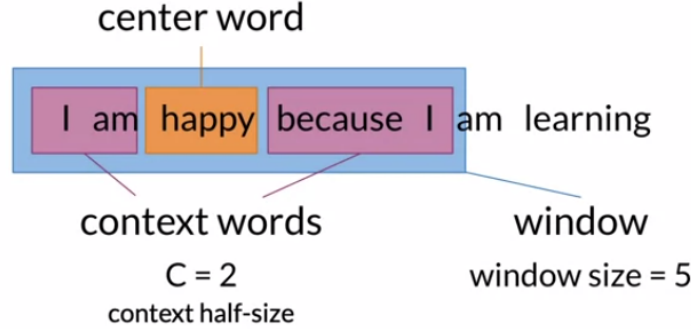 center word
I am happy because I am learning
context words
window
C = 2
window size = 5
context half-size